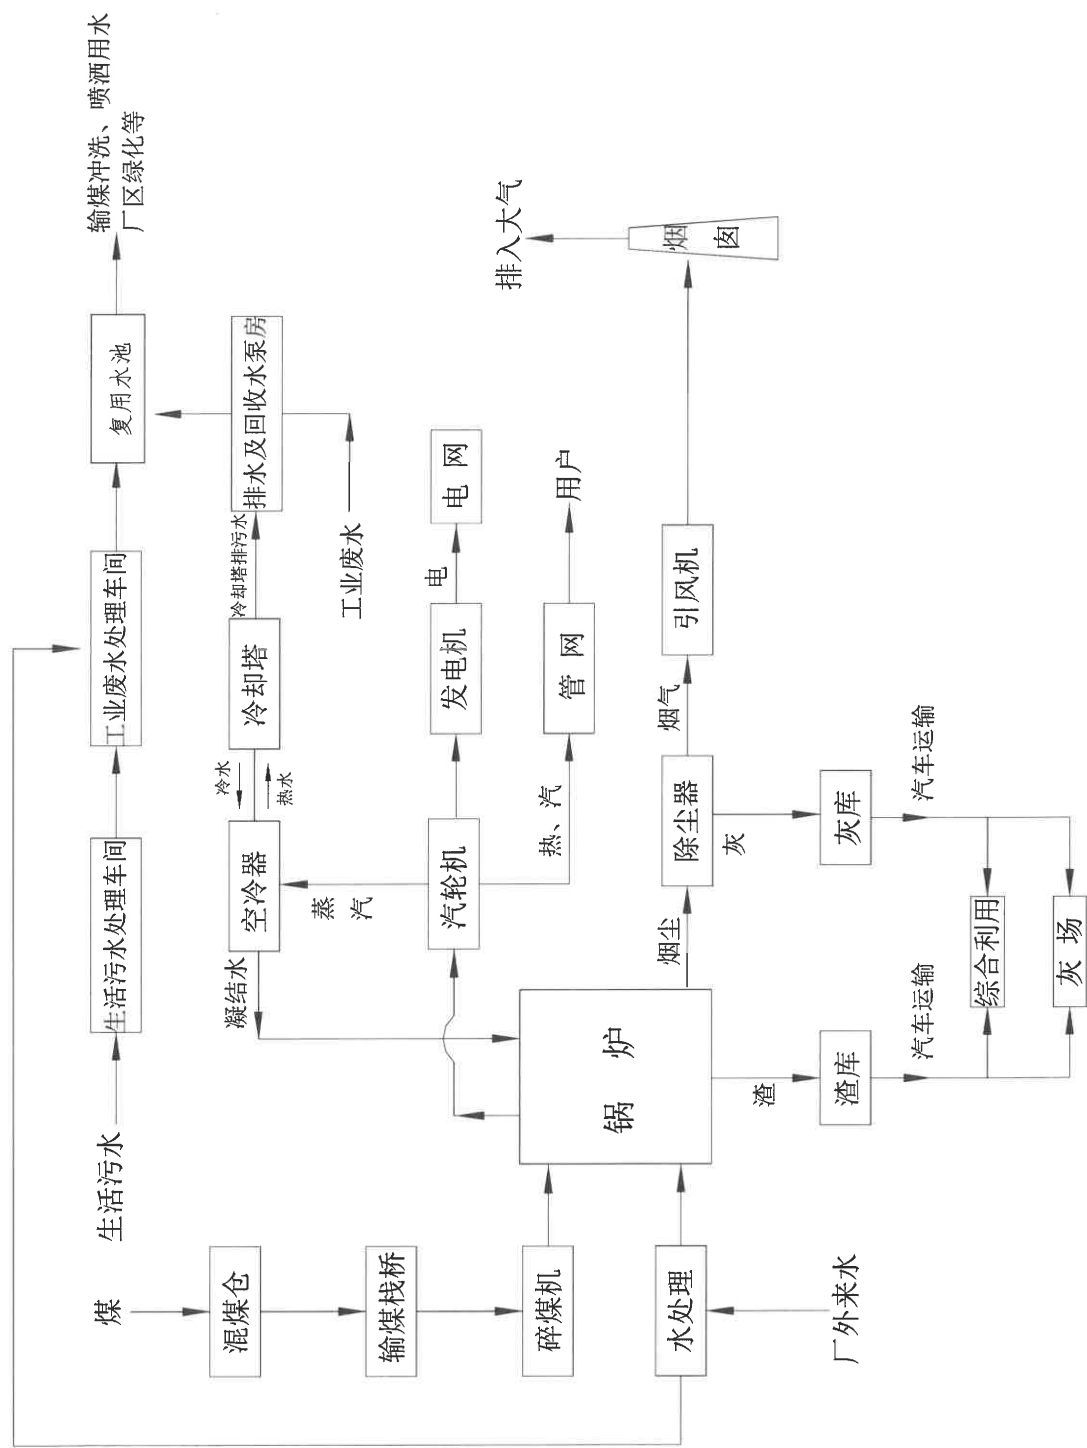 煤
混煤仓
输煤栈桥
碎煤机
水处理
厂外来水
生活污水
生活污水处理车间
工业废水处理车间
复用水池
输煤冲洗、喷洒用水
厂区绿化等
凝结水
空冷器
冷水
热水
冷却塔
冷却塔排污水
排水及回收水泵房
工业废水
蒸
汽
汽轮机
发电机
电
电网
热、汽
管网
用户
锅炉
烟尘
除尘器
烟气
引风机
烟
囱
排入大气
渣
渣库
汽车运输
灰
灰库
汽车运输
综合利用
灰场